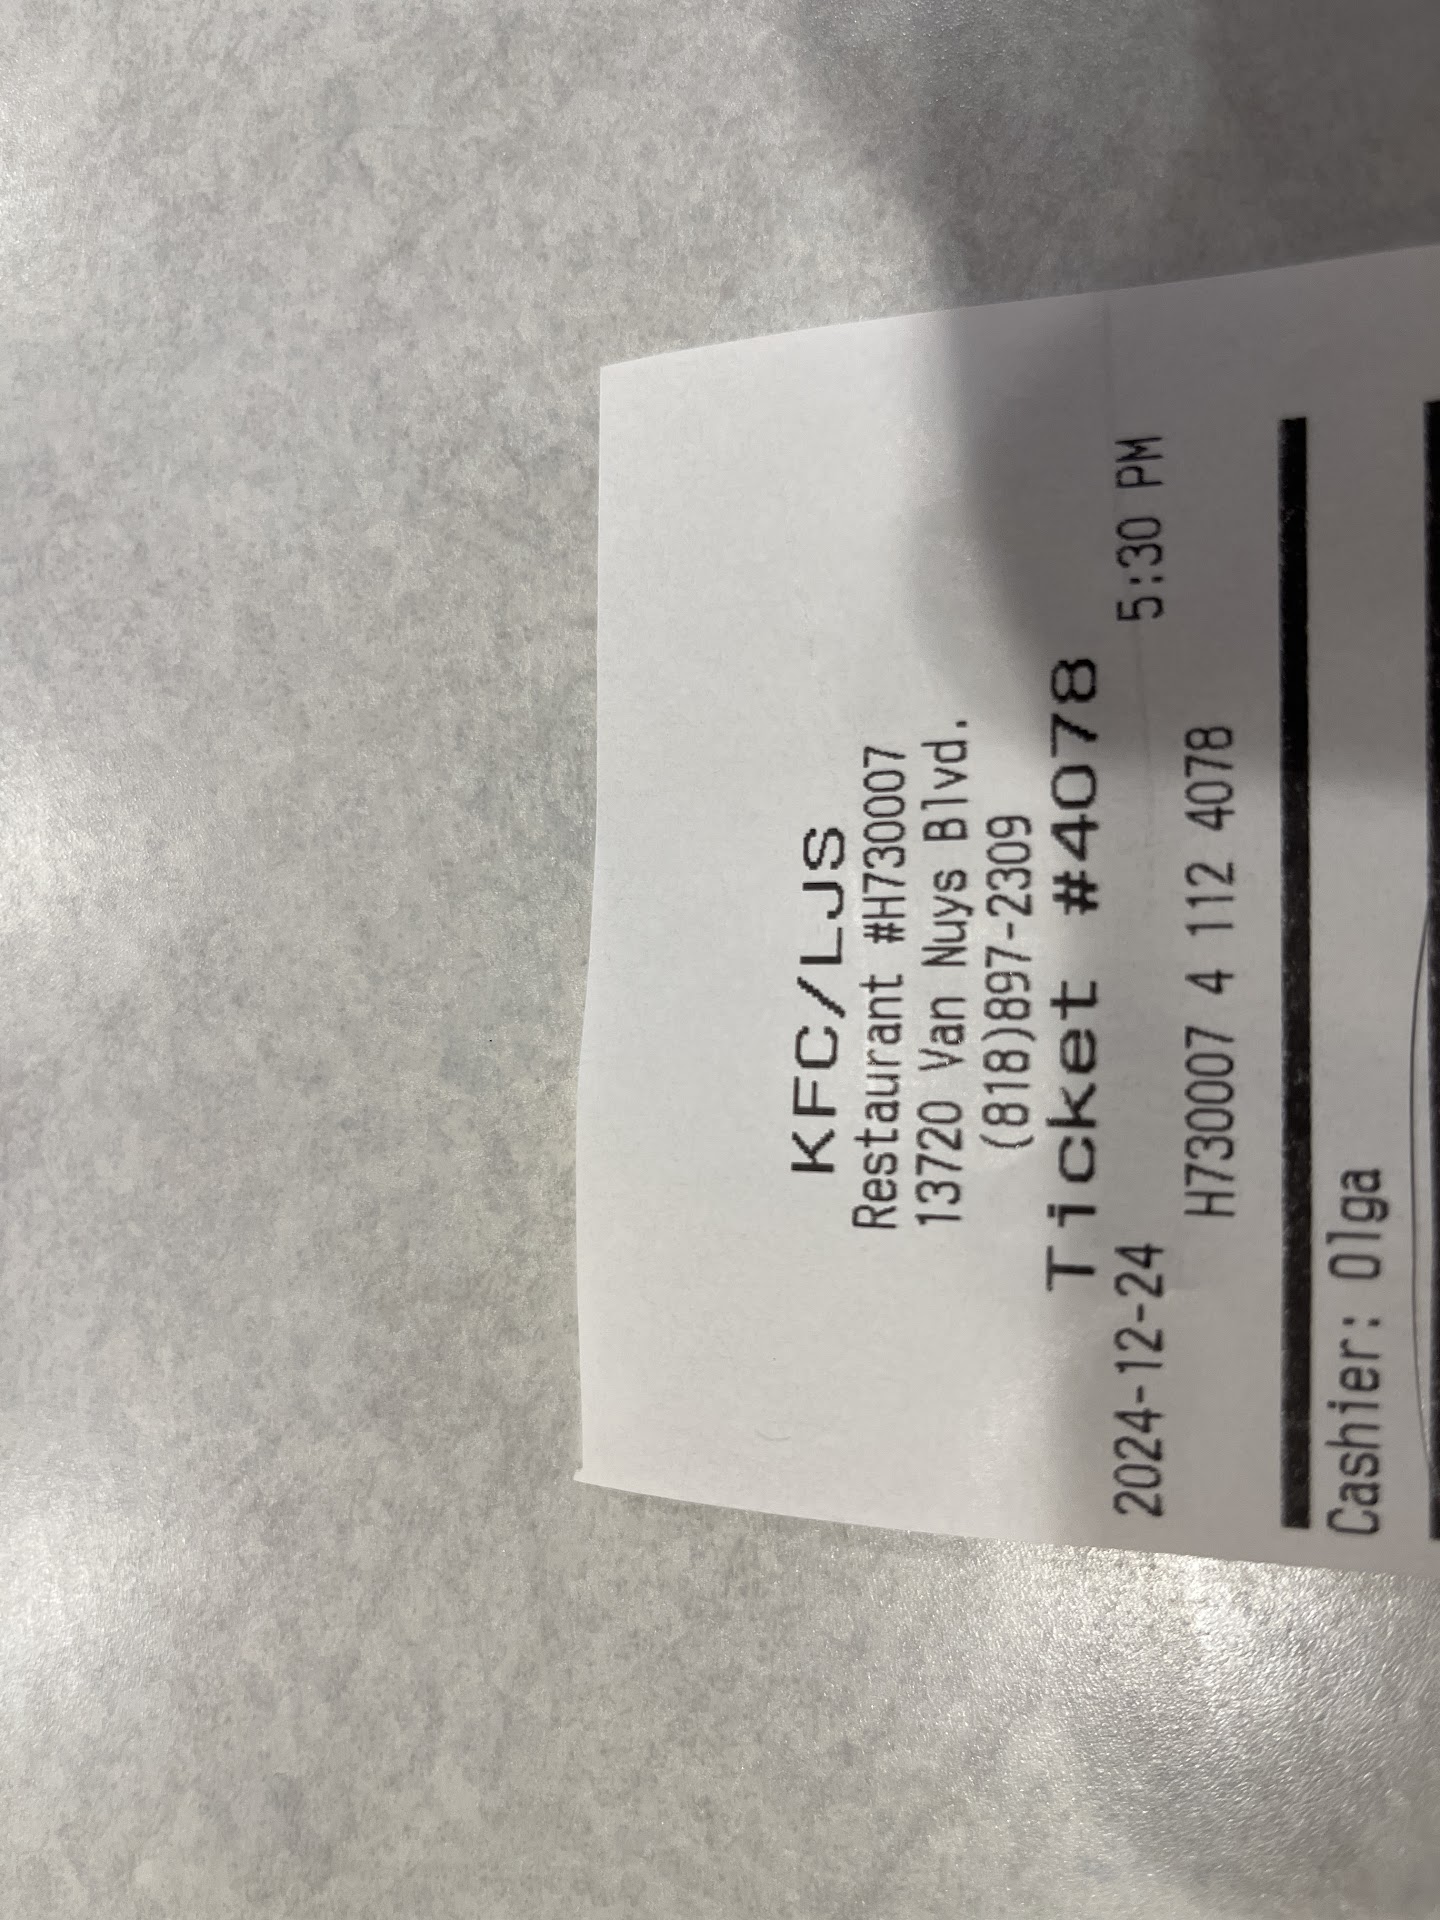 KFC/LJS
Restaurant #H730007
13720 Van Nuys Blvd.
(818)897-2309
Ticket #4078
2024-12-24 5:30 PM
H730007 4 112 4078
Cashier: Olga